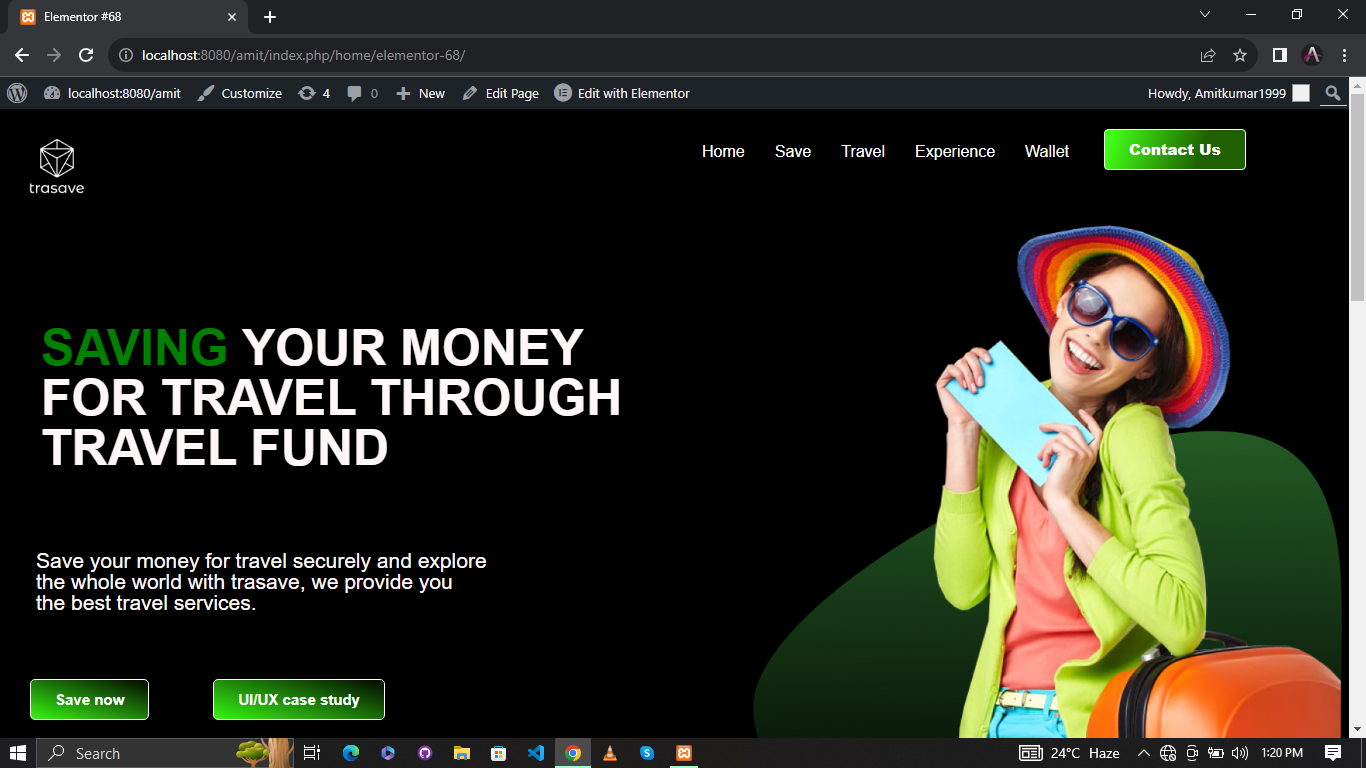 Elementor #68
localhost:8080/amit/index.php/home/elementor-68/
localhost:8080/amit Customize 4 0 New Edit Page Edit with Elementor Howdy, Amitkumar1999
trasave
Home Save Travel Experience Wallet Contact Us
SAVING YOUR MONEY
FOR TRAVEL THROUGH
TRAVEL FUND
Save your money for travel securely and explore
the whole world with trasave, we provide you
the best travel services.
Save now UI/UX case study
Search 24°C Haze 1:20 PM